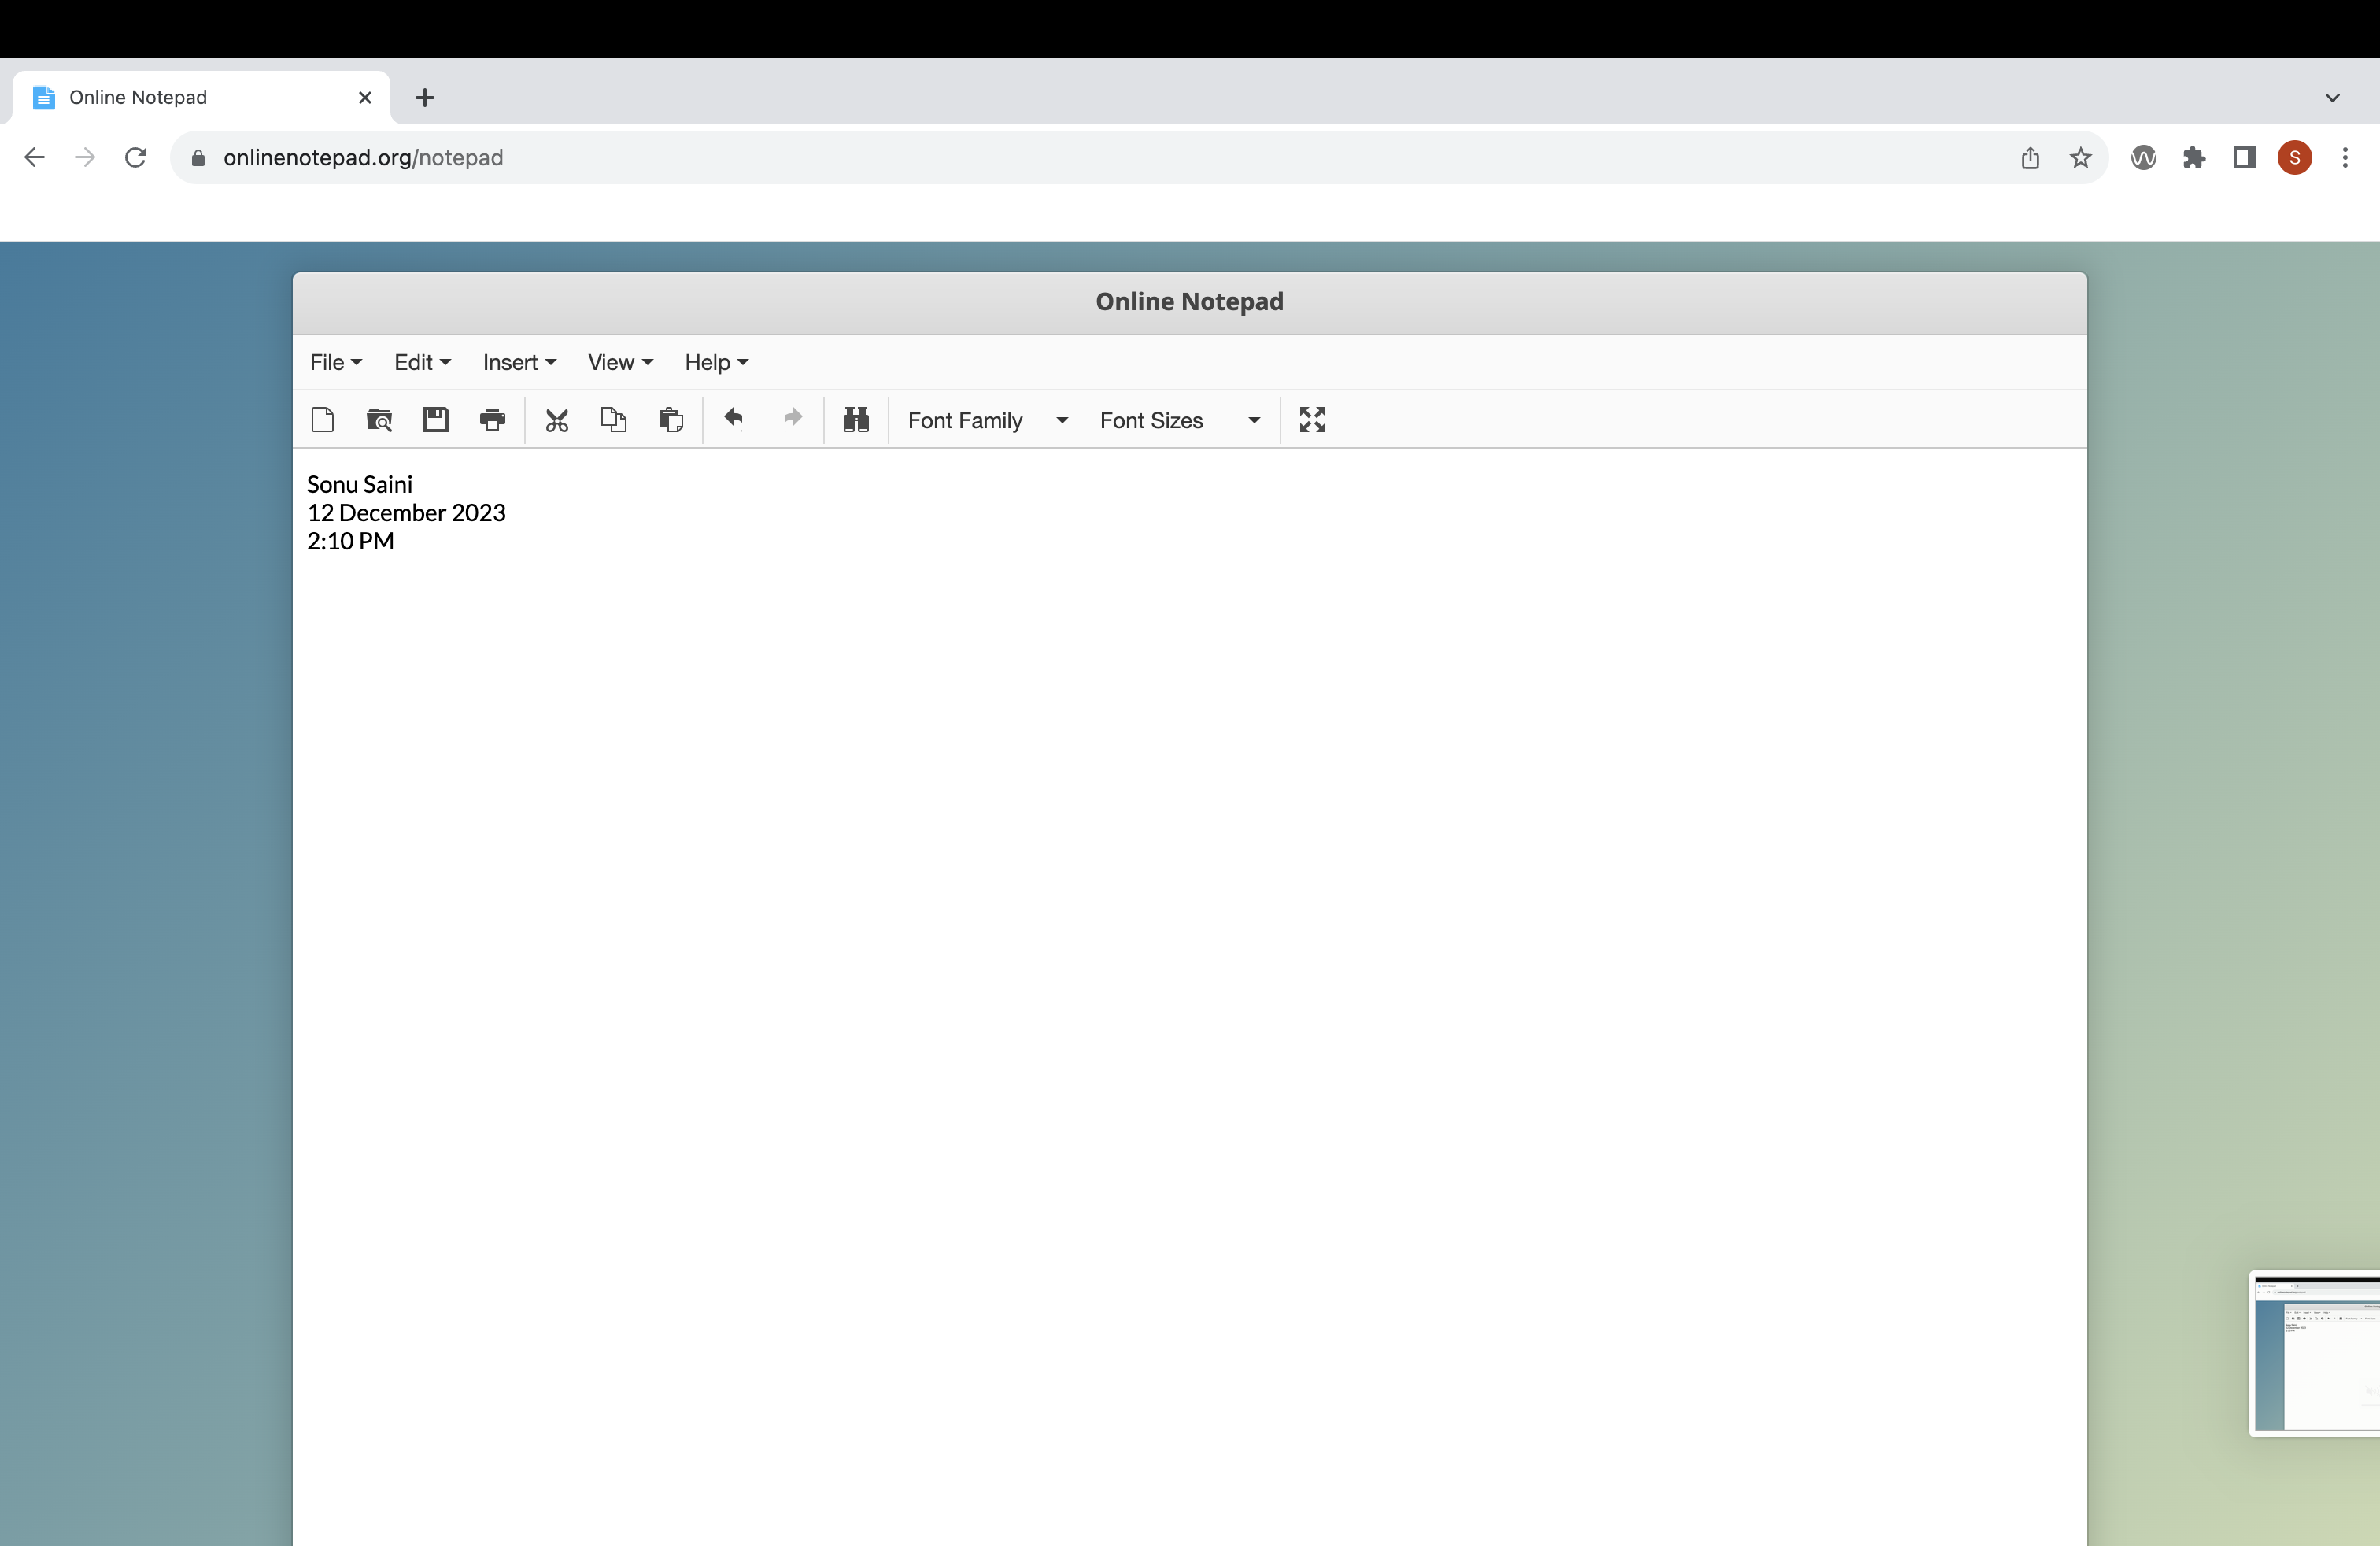 Online Notepad
onlinenotepad.org/notepad
S
Online Notepad
File Edit Insert View Help
Font Family Font Sizes
Sonu Saini
12 December 2023
2:10 PM